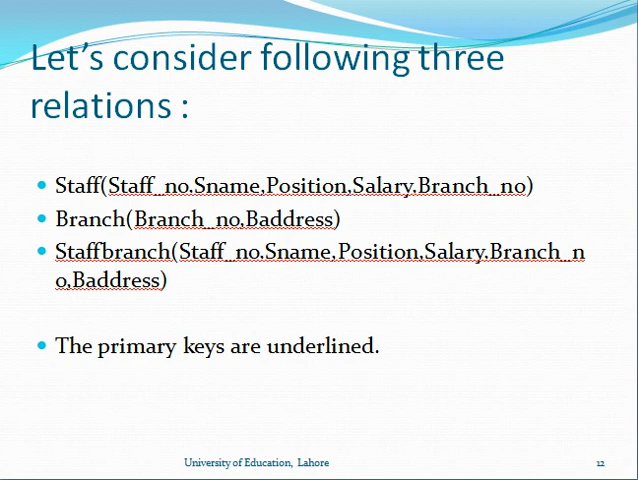 Let's consider following three
relations :
Staff(Staff_no.Sname,Position,Salary.Branch_no)
Branch(Branch_no,Baddress)
Staffbranch(Staff_no.Sname,Position,Salary.Branch_n
o,Baddress)
The primary keys are underlined.
University of Education, Lahore
12